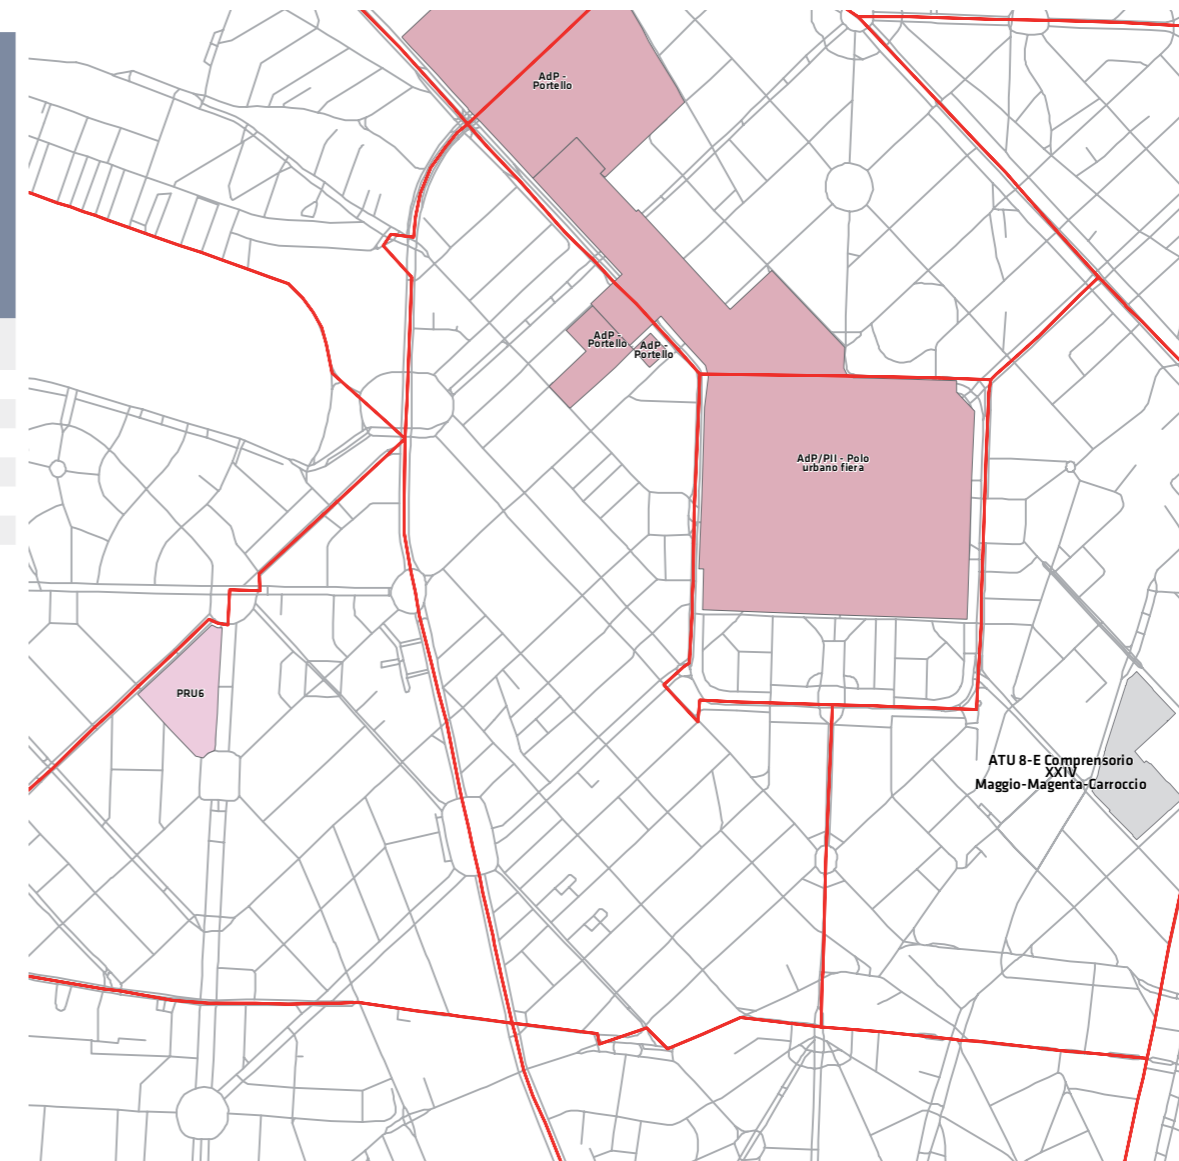 AdP -
Portello
AdP -
Portello
AdP -
Portello
AdP/PII - Polo
urbano fiera
PRU6
ATU 8-E Comprensorio
XXIV
Maggio-Magenta-Carroccio